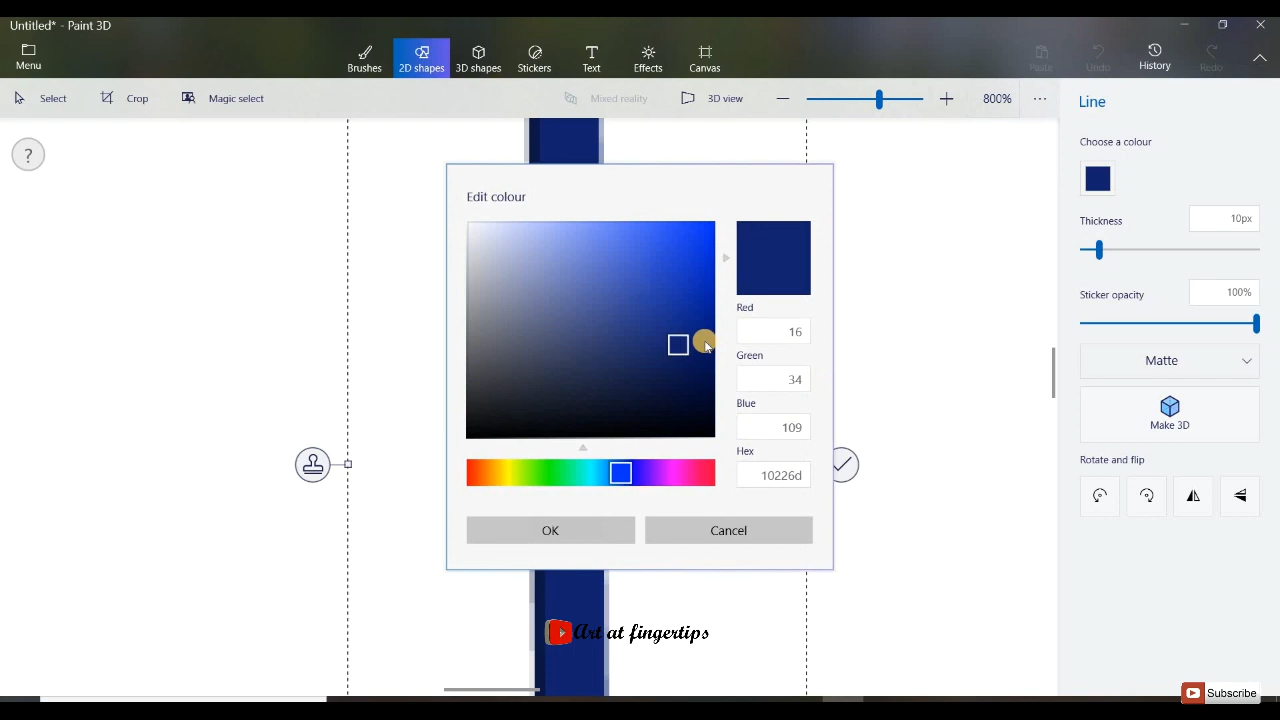 Untitled* - Paint 3D
Menu
Brushes
2D shapes
3D shapes
Stickers
Text
Effects
Canvas
Paste
Undo
History
Redo
Select
Crop
Magic select
Mixed reality
3D view
800%
Line
Choose a colour
Thickness
10px
Sticker opacity
100%
Matte
Make 3D
Rotate and flip
?
Edit colour
Red
16
Green
34
Blue
109
Hex
10226d
OK
Cancel
Art at fingertips
Subscribe